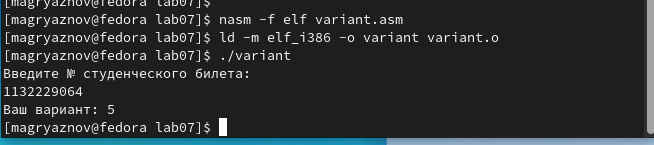 [magryaznov@fedora lab07]$ nasm -f elf variant.asm
[magryaznov@fedora lab07]$ ld -m elf_i386 -o variant variant.o
[magryaznov@fedora lab07]$ ./variant
Введите № студенческого билета:
1132229064
Ваш вариант: 5
[magryaznov@fedora lab07]$